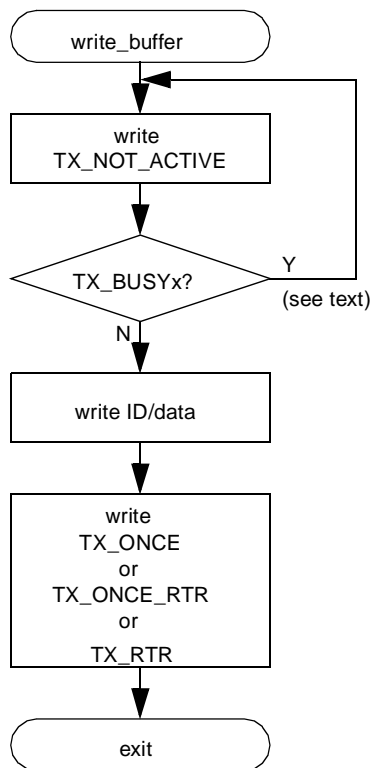 write_buffer
write
TX_NOT_ACTIVE
TX_BUSYx?
Y
(see text)
N
write ID/data
write
TX_ONCE
or
TX_ONCE_RTR
or
TX_RTR
exit